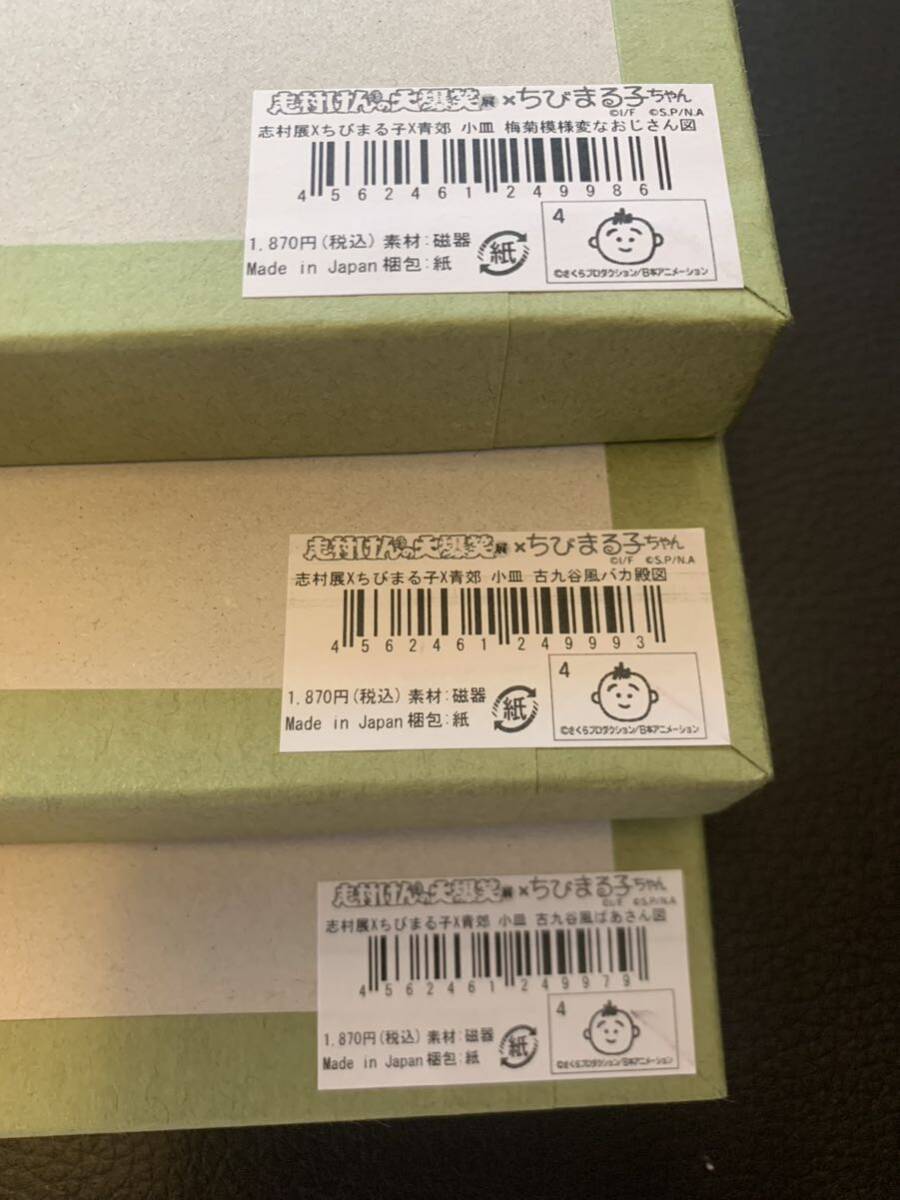 志村けんの大爆笑展×ちびまる子ちゃん
©I/F ©S.P/N.A
志村展Xちびまる子X青郊 小皿 梅菊模様変なおじさん図
4562461249986
1,870円(税込) 素材:磁器
Made in Japan 梱包:紙
紙
4
©さくらプロダクション/日本アニメーション
志村けんの大爆笑展×ちびまる子ちゃん
©I/F ©S.P/N.A
志村展Xちびまる子X青郊 小皿 古九谷風バカ殿図
4562461249993
1,870円(税込) 素材:磁器
Made in Japan 梱包:紙
紙
4
©さくらプロダクション/日本アニメーション
志村けんの大爆笑展×ちびまる子ちゃん
©I/F ©S.P/N.A
志村展Xちびまる子X青郊 小皿 古九谷風ばあさん図
4562461249979
1,870円(税込) 素材:磁器
Made in Japan 梱包:紙
紙
4
©さくらプロダクション/日本アニメーション